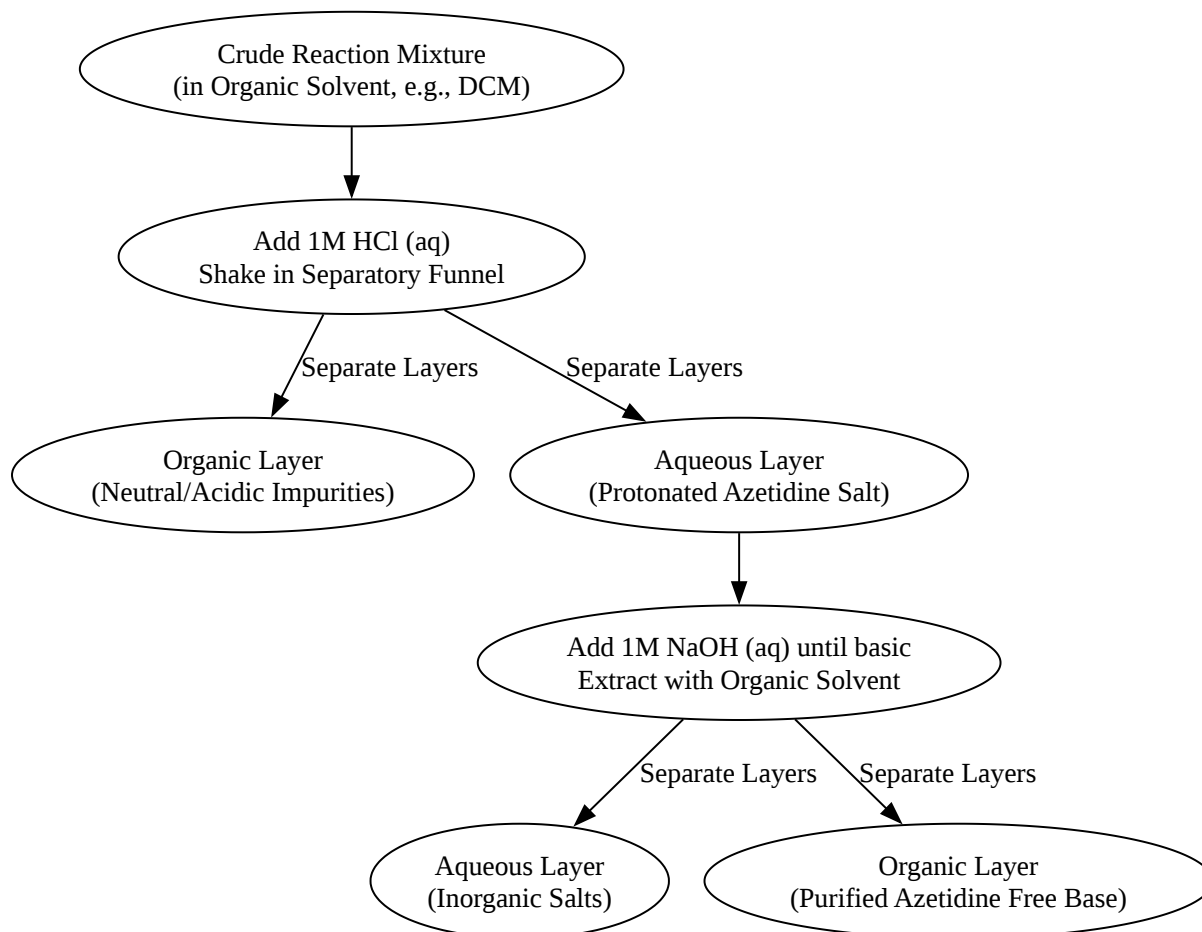 Crude Reaction Mixture
(in Organic Solvent, e.g., DCM)
Add 1M HCl (aq)
Shake in Separatory Funnel
Separate Layers
Separate Layers
Organic Layer
(Neutral/Acidic Impurities)
Aqueous Layer
(Protonated Azetidine Salt)
Add 1M NaOH (aq) until basic
Extract with Organic Solvent
Separate Layers
Separate Layers
Aqueous Layer
(Inorganic Salts)
Organic Layer
(Purified Azetidine Free Base)